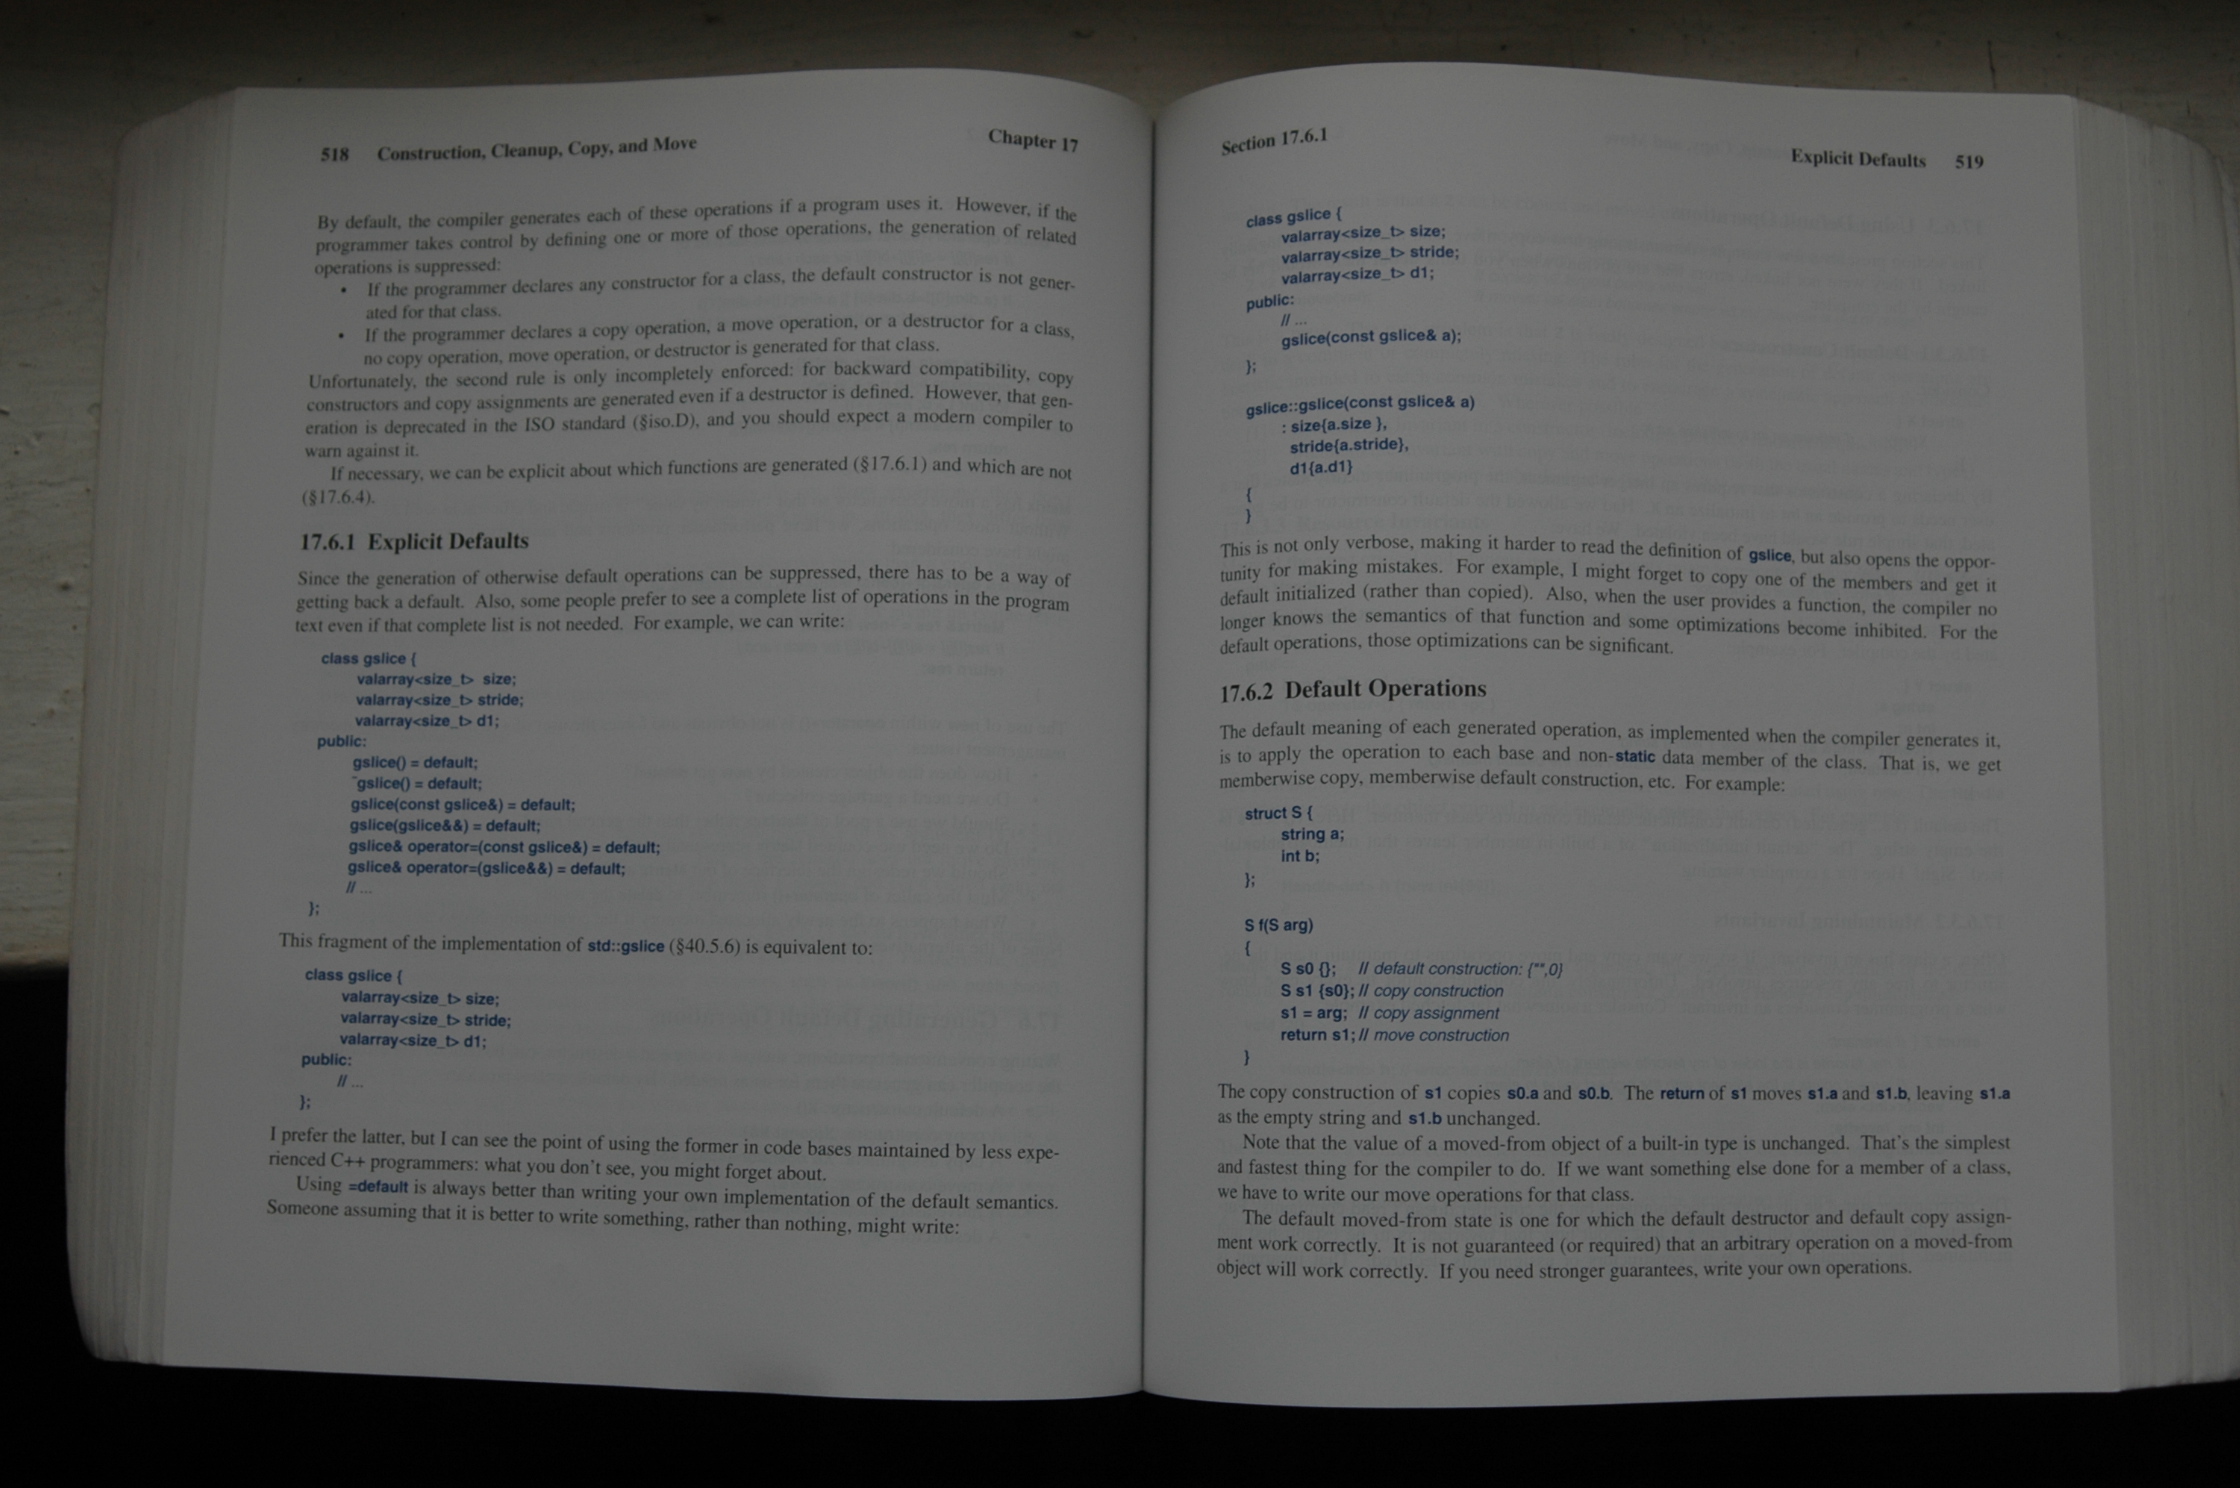 518 Construction, Cleanup, Copy, and Move Chapter 17
By default, the compiler generates each of these operations if a program uses it. However, if the
programmer takes control by defining one or more of those operations, the generation of related
operations is suppressed:
• If the programmer declares any constructor for a class, the default constructor is not gener-
ated for that class.
• If the programmer declares a copy operation, a move operation, or a destructor for a class,
no copy operation, move operation, or destructor is generated for that class.
Unfortunately, the second rule is only incompletely enforced: for backward compatibility, copy
constructors and copy assignments are generated even if a destructor is defined. However, that gen-
eration is deprecated in the ISO standard (§iso.D), and you should expect a modern compiler to
warn against it.
If necessary, we can be explicit about which functions are generated (§17.6.1) and which are not
(§17.6.4).
17.6.1 Explicit Defaults
Since the generation of otherwise default operations can be suppressed, there has to be a way of
getting back a default. Also, some people prefer to see a complete list of operations in the program
text even if that complete list is not needed. For example, we can write:
class gslice {
valarray<size_t> size;
valarray<size_t> stride;
valarray<size_t> d1;
public:
gslice() = default;
~gslice() = default;
gslice(const gslice&) = default;
gslice(gslice&&) = default;
gslice& operator=(const gslice&) = default;
gslice& operator=(gslice&&) = default;
// ...
};
This fragment of the implementation of std::gslice (§40.5.6) is equivalent to:
class gslice {
valarray<size_t> size;
valarray<size_t> stride;
valarray<size_t> d1;
public:
// ...
};
I prefer the latter, but I can see the point of using the former in code bases maintained by less expe-
rienced C++ programmers: what you don't see, you might forget about.
Using =default is always better than writing your own implementation of the default semantics.
Someone assuming that it is better to write something, rather than nothing, might write:
Section 17.6.1 Explicit Defaults 519
class gslice {
valarray<size_t> size;
valarray<size_t> stride;
valarray<size_t> d1;
public:
// ...
gslice(const gslice& a);
};
gslice::gslice(const gslice& a)
: size{a.size },
stride{a.stride},
d1{a.d1}
{
}
This is not only verbose, making it harder to read the definition of gslice, but also opens the oppor-
tunity for making mistakes. For example, I might forget to copy one of the members and get it
default initialized (rather than copied). Also, when the user provides a function, the compiler no
longer knows the semantics of that function and some optimizations become inhibited. For the
default operations, those optimizations can be significant.
17.6.2 Default Operations
The default meaning of each generated operation, as implemented when the compiler generates it,
is to apply the operation to each base and non-static data member of the class. That is, we get
memberwise copy, memberwise default construction, etc. For example:
struct S {
string a;
int b;
};
S f(S arg)
{
S s0 {}; // default construction: {"",0}
S s1 {s0}; // copy construction
s1 = arg; // copy assignment
return s1; // move construction
}
The copy construction of s1 copies s0.a and s0.b. The return of s1 moves s1.a and s1.b, leaving s1.a
as the empty string and s1.b unchanged.
Note that the value of a moved-from object of a built-in type is unchanged. That's the simplest
and fastest thing for the compiler to do. If we want something else done for a member of a class,
we have to write our move operations for that class.
The default moved-from state is one for which the default destructor and default copy assign-
ment work correctly. It is not guaranteed (or required) that an arbitrary operation on a moved-from
object will work correctly. If you need stronger guarantees, write your own operations.